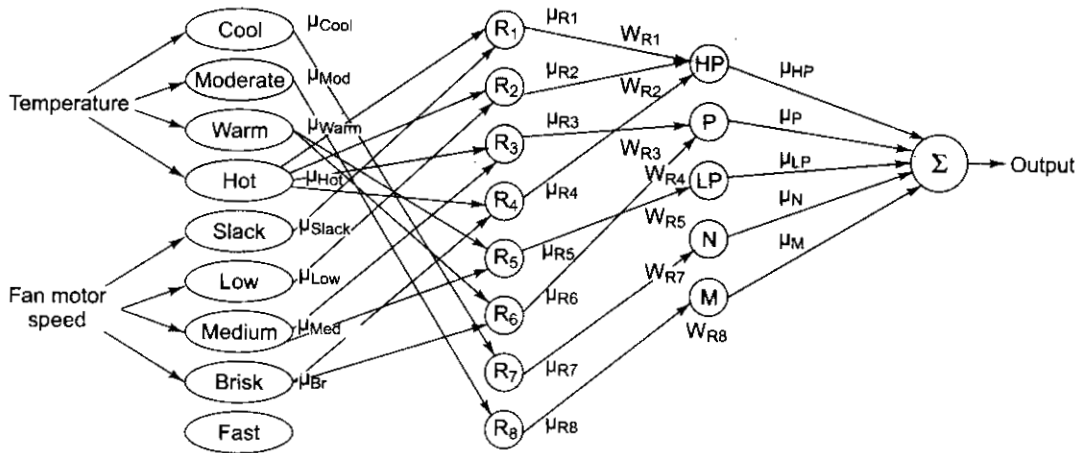 Temperature
Fan motor
speed
Cool
Moderate
Warm
Hot
Slack
Low
Medium
Brisk
Fast
μCool
μMod
μWarm
μHot
μSlack
μLow
μMed
μBr
R1
R2
R3
R4
R5
R6
R7
R8
μR1
μR2
μR3
μR4
μR5
μR6
μR7
μR8
WR1
WR2
WR3
WR4
WR5
WR7
WR8
HP
P
LP
N
M
μHP
μP
μLP
μN
μM
Σ
Output